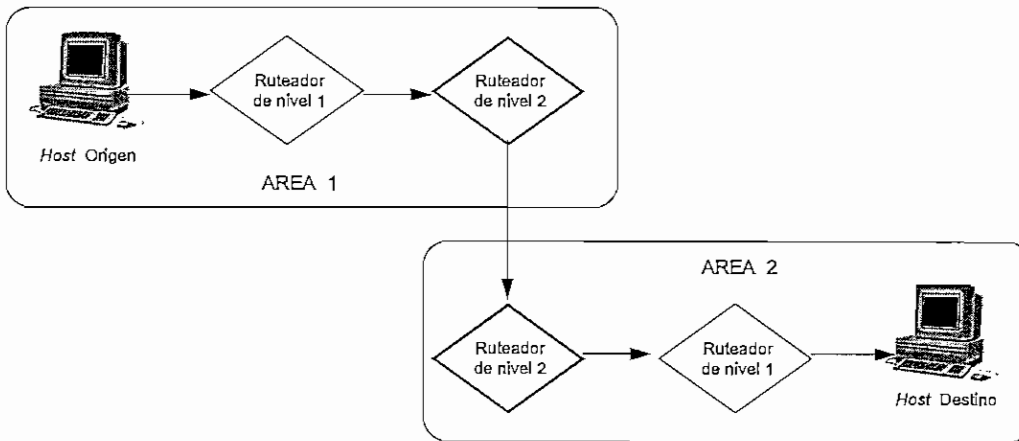 Ruteador
de nivel 1
Ruteador
de nivel 2
Host Origen
AREA 1
AREA 2
Ruteador
de nivel 2
Ruteador
de nivel 1
Host Destino